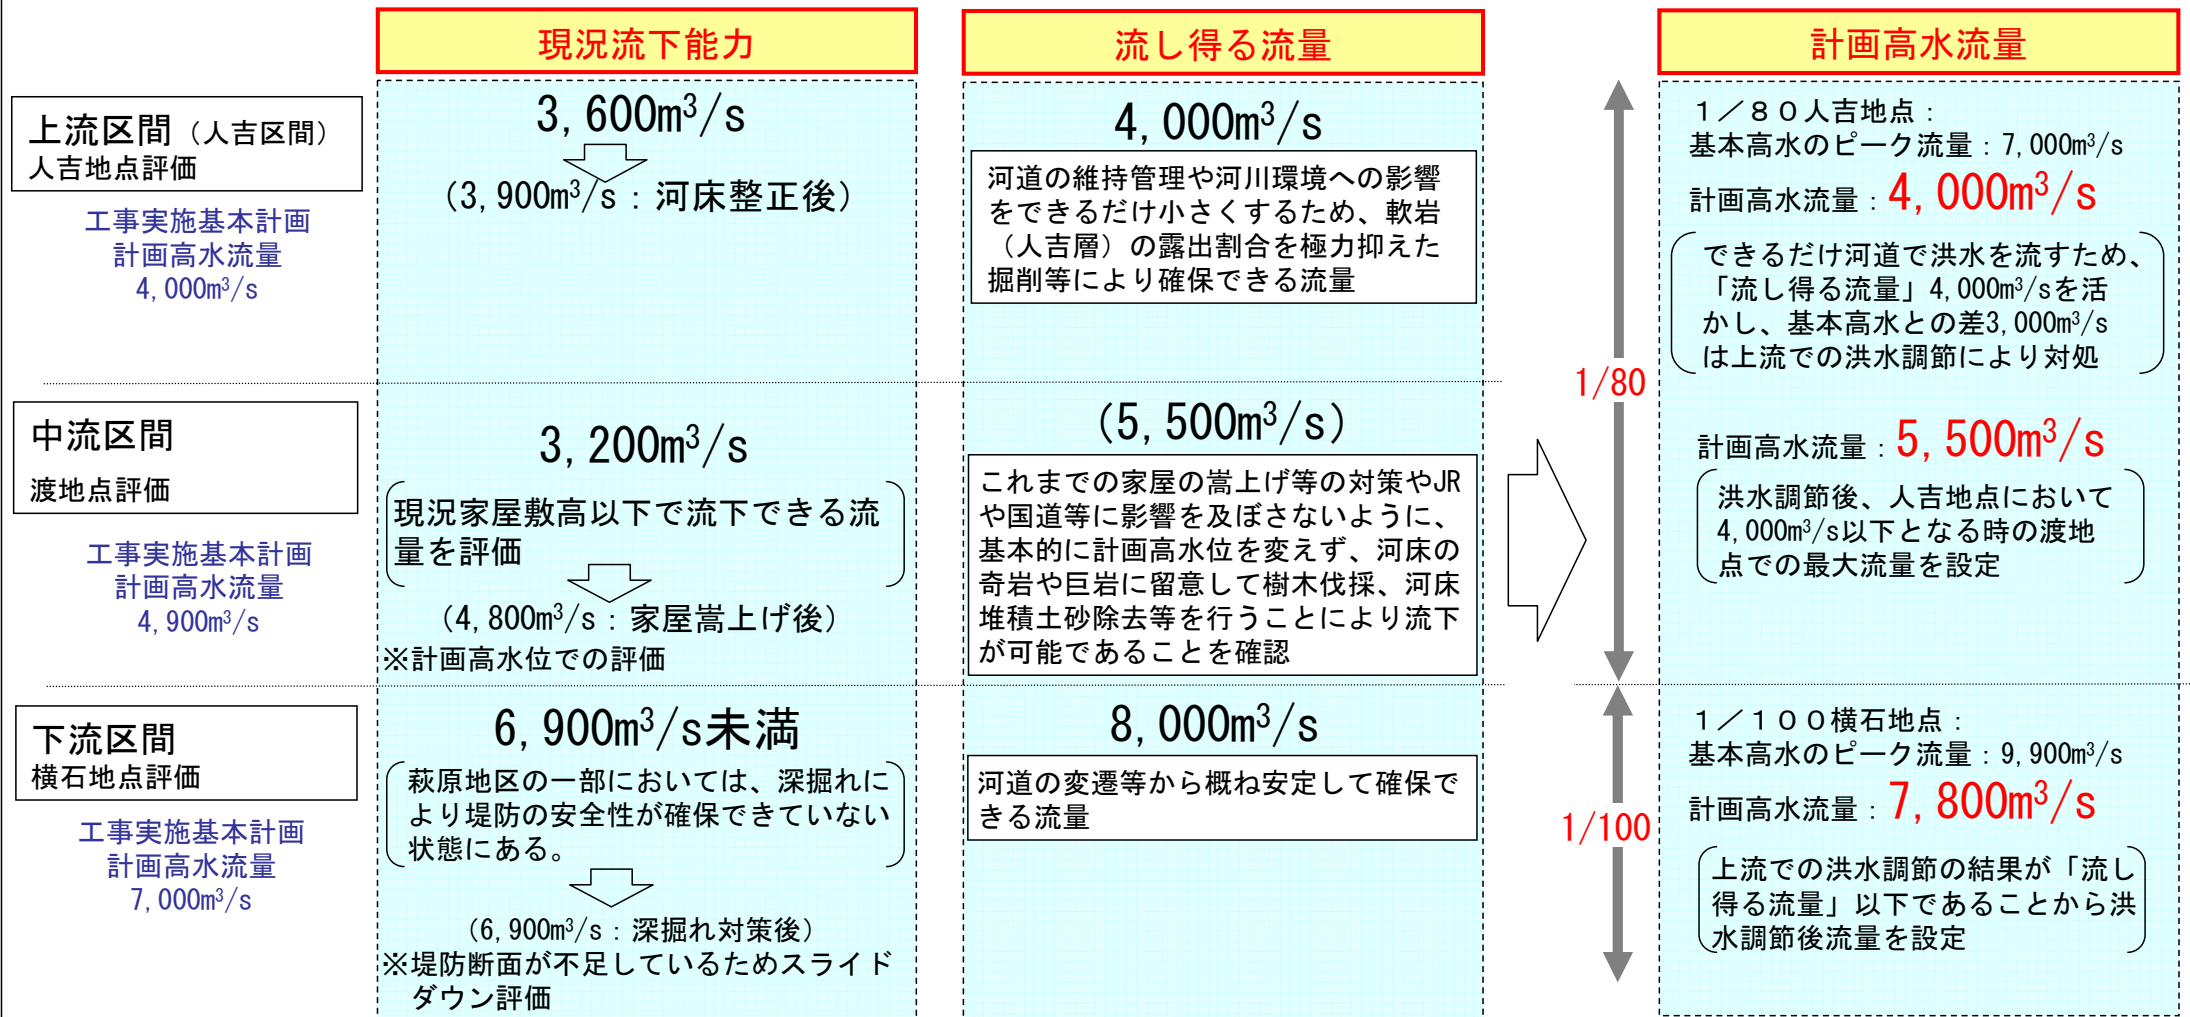 現況流下能力
流し得る流量
計画高水流量
上流区間（人吉区間）
人吉地点評価
工事実施基本計画
計画高水流量
4,000m³/s
3,600m³/s
(3,900m³/s：河床整正後)
4,000m³/s
河道の維持管理や河川環境への影響
をできるだけ小さくするため、軟岩
（人吉層）の露出割合を極力抑えた
掘削等により確保できる流量
1／80
1／80人吉地点：
基本高水のピーク流量：7,000m³/s
計画高水流量：4,000m³/s
できるだけ河道で洪水を流すため、
「流し得る流量」4,000m³/sを活
かし、基本高水との差3,000m³/s
は上流での洪水調節により対処
中流区間
渡地点評価
工事実施基本計画
計画高水流量
4,900m³/s
3,200m³/s
現況家屋敷高以下で流下できる流
量を評価
(4,800m³/s：家屋嵩上げ後)
※計画高水位での評価
(5,500m³/s)
これまでの家屋の嵩上げ等の対策やJR
や国道等に影響を及ぼさないように、
基本的に計画高水位を変えず、河床の
奇岩や巨岩に留意して樹木伐採、河床
堆積土砂除去等を行うことにより流下
が可能であることを確認
計画高水流量：5,500m³/s
洪水調節後、人吉地点において
4,000m³/s以下となる時の渡地
点での最大流量を設定
下流区間
横石地点評価
工事実施基本計画
計画高水流量
7,000m³/s
6,900m³/s未満
萩原地区の一部においては、深掘れに
より堤防の安全性が確保できていない
状態にある。
(6,900m³/s：深掘れ対策後)
※堤防断面が不足しているためスライド
ダウン評価
8,000m³/s
河道の変遷等から概ね安定して確保で
きる流量
1/100
1／100横石地点：
基本高水のピーク流量：9,900m³/s
計画高水流量：7,800m³/s
上流での洪水調節の結果が「流し
得る流量」以下であることから洪
水調節後流量を設定